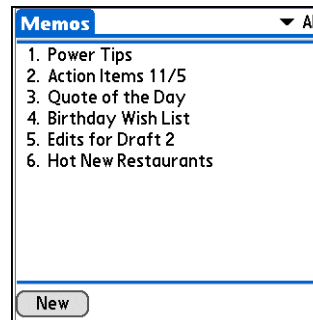 Memos
1. Power Tips
2. Action Items 11/5
3. Quote of the Day
4. Birthday Wish List
5. Edits for Draft 2
6. Hot New Restaurants
New